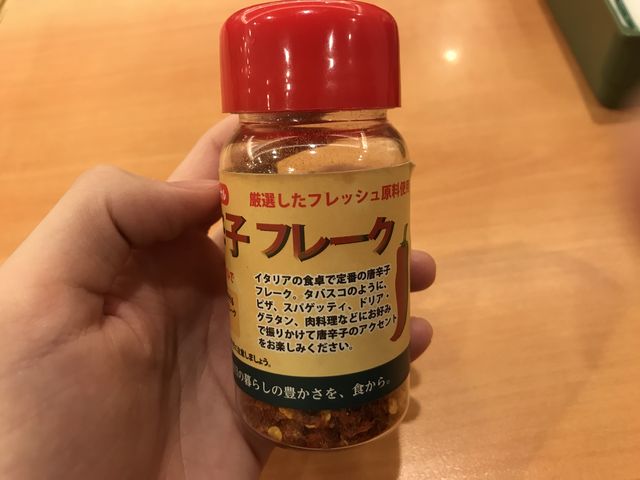 厳選したフレッシュ原料使
子フレーク
イタリアの食卓で定番の唐辛子
フレーク。タバスコのように、
ピザ、スパゲッティ、ドリア・
グラタン、肉料理などにお好み
で振りかけて唐辛子のアクセント
をお楽しみください。
しましょう。
の暮らしの豊かさを、食から。